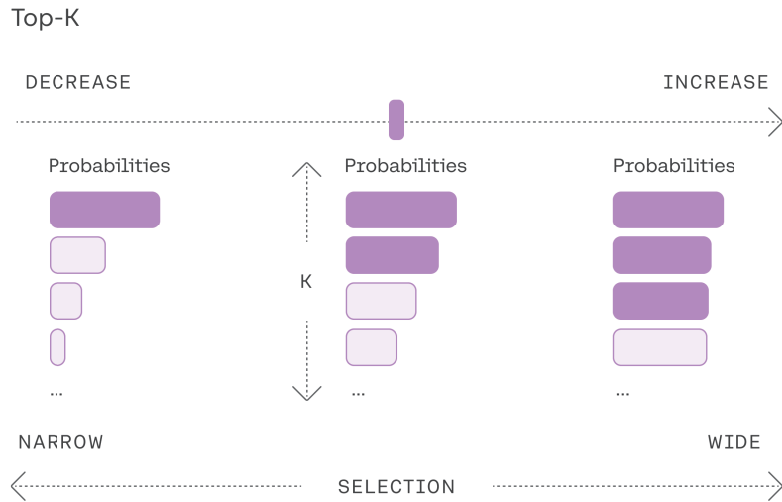 Top-K
DECREASE
INCREASE
Probabilities
Probabilities
Probabilities
K
...
...
...
NARROW
WIDE
SELECTION